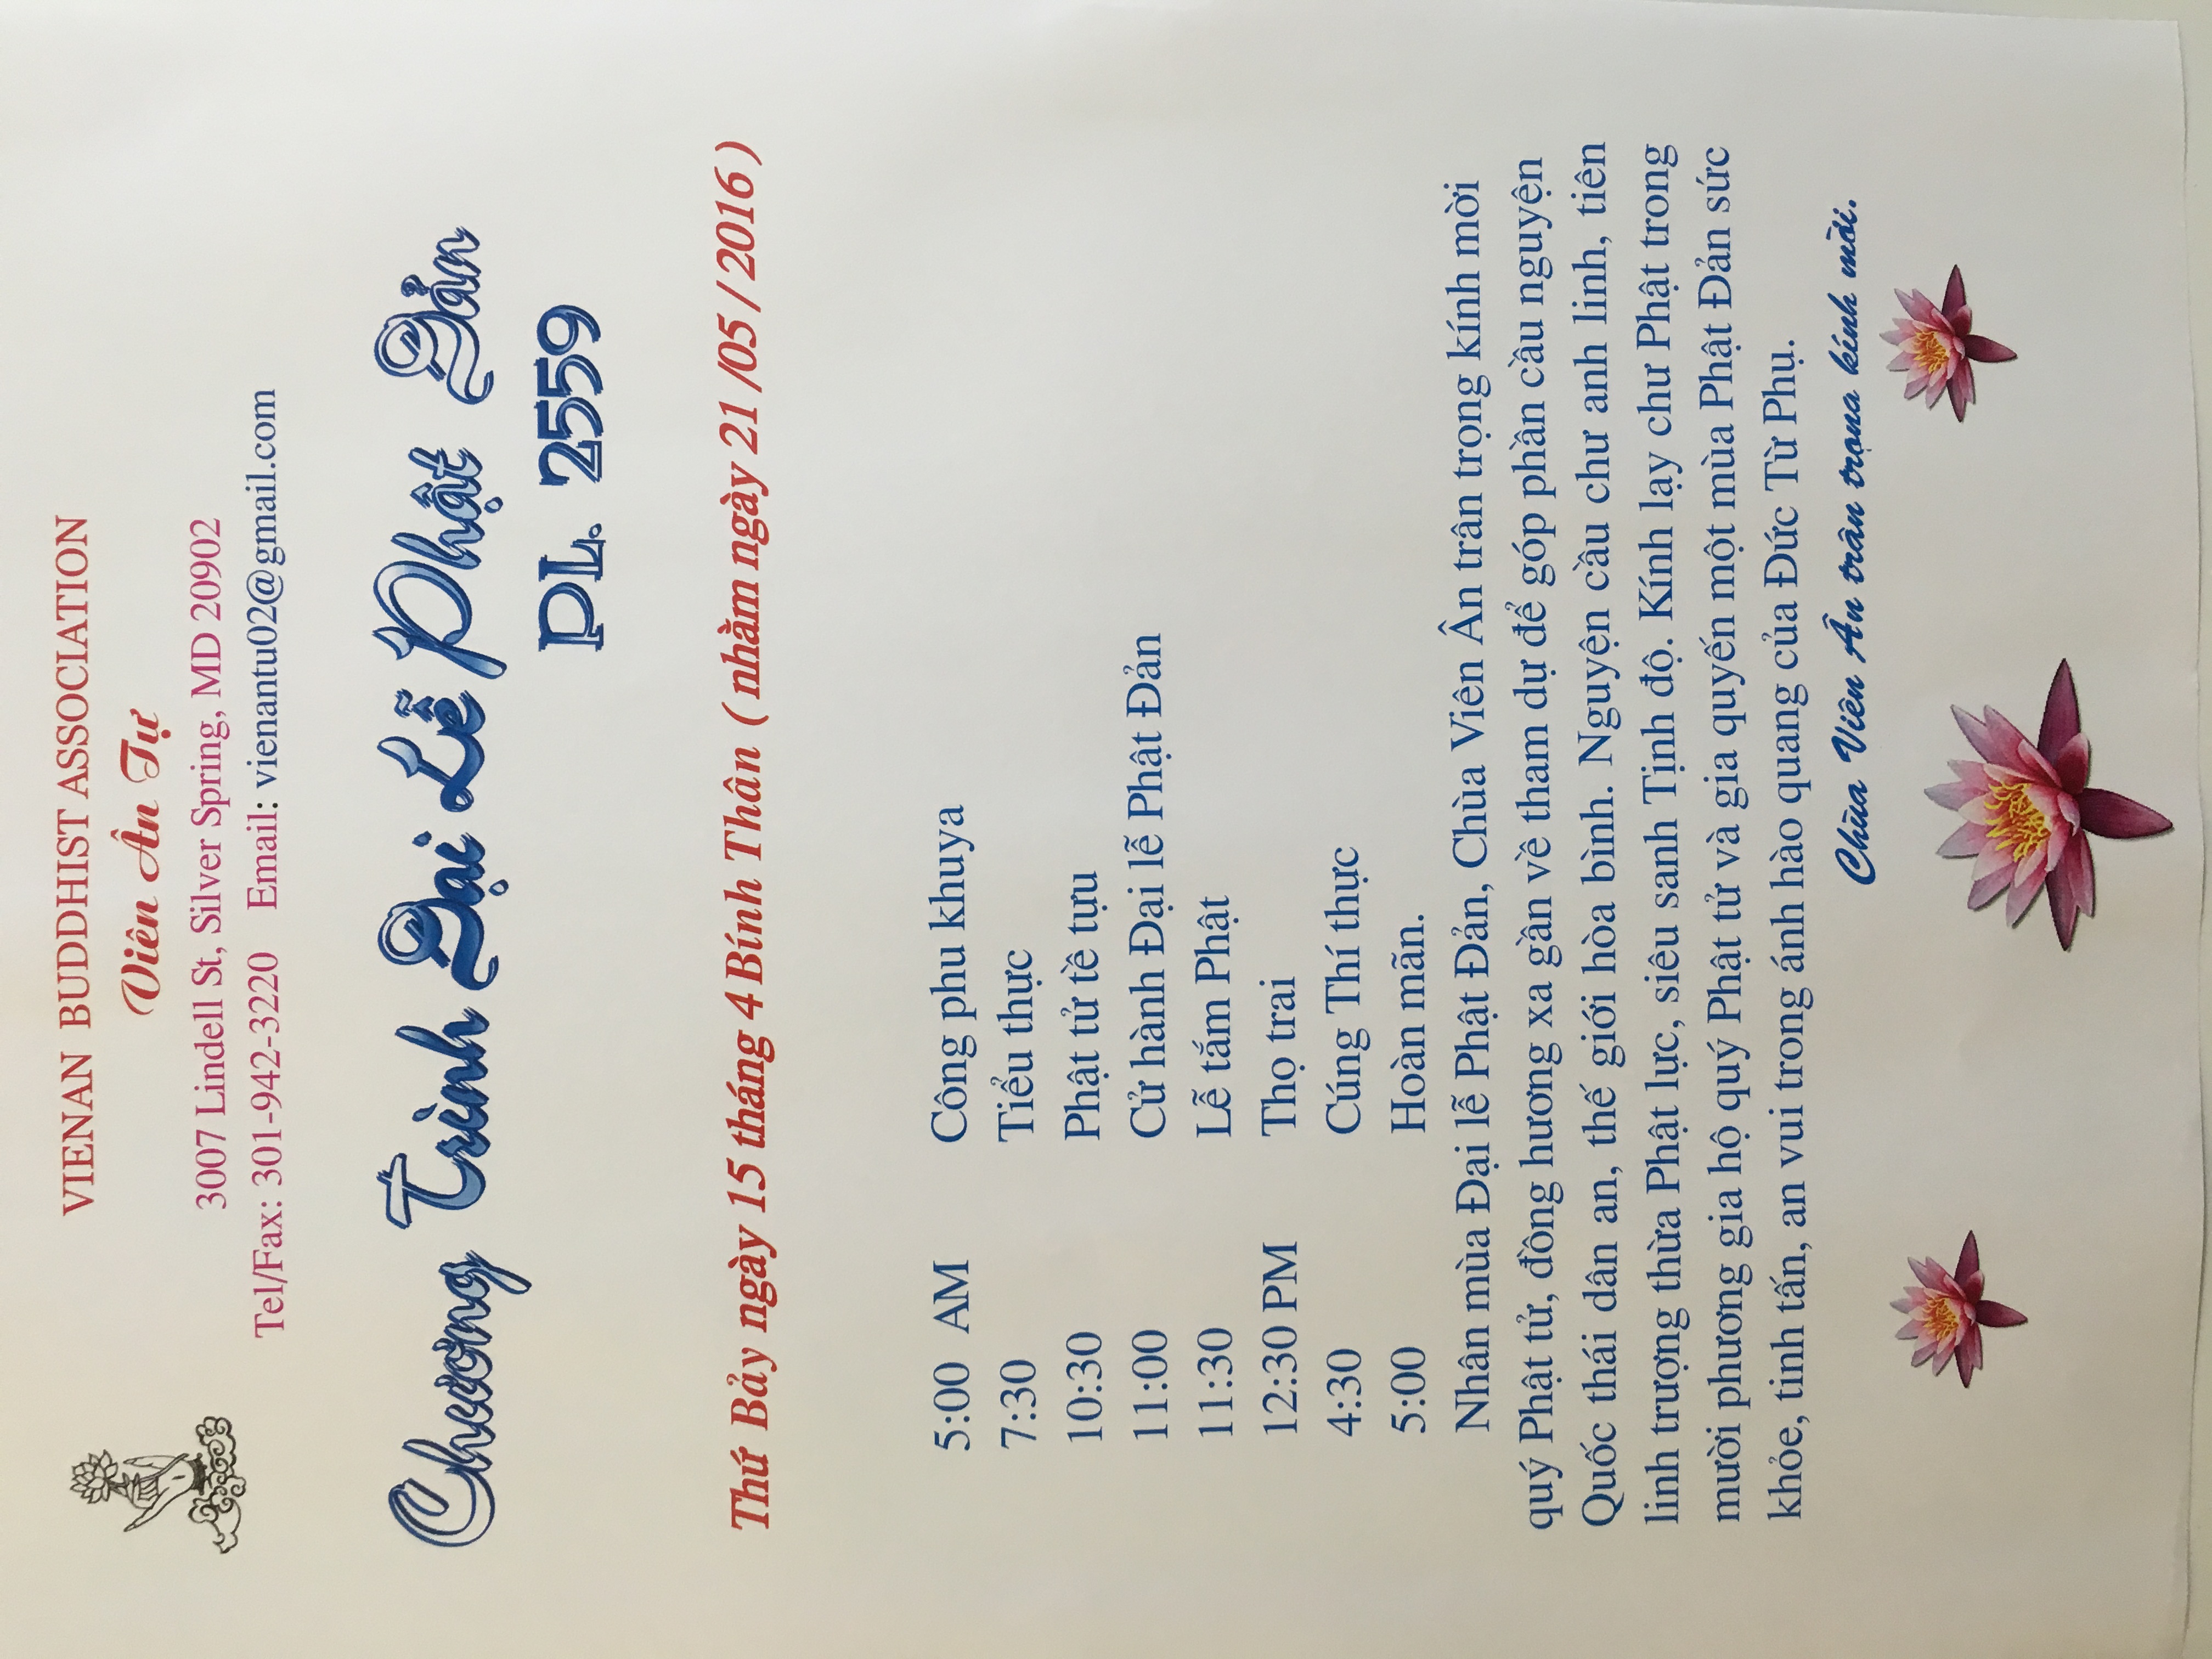 VIENAN BUDDHIST ASSOCIATION
Viên Ân Tự
3007 Lindell St, Silver Spring, MD 20902
Tel/Fax: 301-942-3220 Email: vienantu02@gmail.com
Chương Trình Đại Lễ Phật Đản
PL. 2559
Thứ Bảy ngày 15 tháng 4 Bính Thân ( nhằm ngày 21 /05 / 2016 )
5:00 AM Công phu khuya
7:30 Tiểu thực
10:30 Phật tử tề tựu
11:00 Cử hành Đại lễ Phật Đản
11:30 Lễ tắm Phật
12:30 PM Thọ trai
4:30 Cúng Thí thực
5:00 Hoàn mãn.
Nhân mùa Đại lễ Phật Đản, Chùa Viên Ân trân trọng kính mời
quý Phật tử, đồng hương xa gần về tham dự để góp phần cầu nguyện
Quốc thái dân an, thế giới hòa bình. Nguyện cầu chư anh linh, tiên
linh trượng thừa Phật lực, siêu sanh Tịnh độ. Kính lạy chư Phật trong
mười phương gia hộ quý Phật tử và gia quyến một mùa Phật Đản sức
khỏe, tinh tấn, an vui trong ánh hào quang của Đức Từ Phụ.
Chùa Viên Ân trân trọng kính mời.